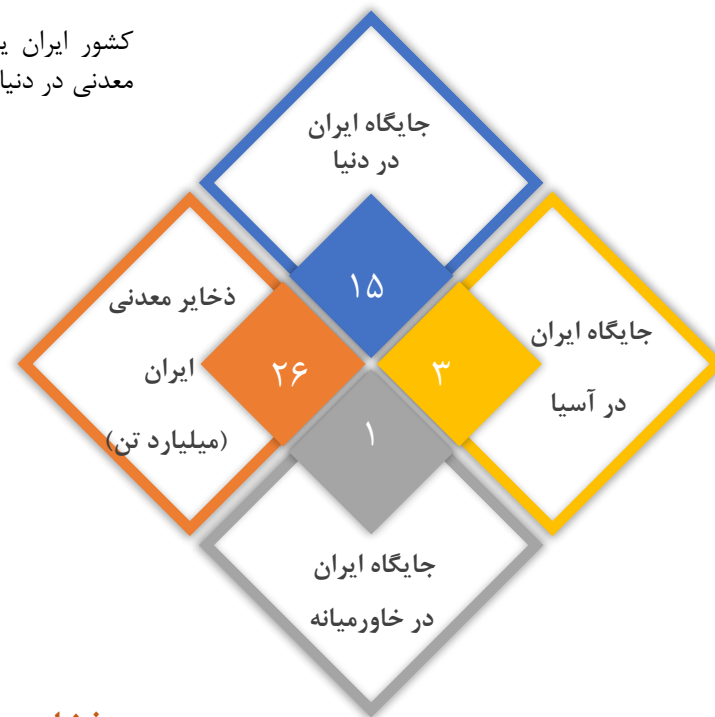 کشور ایران
معدنی در دنیا
جایگاه ایران
در دنیا
۱۵
ذخایر معدنی
ایران
(میلیارد تن)
۲۶
جایگاه ایران
در آسیا
۳
۱
جایگاه ایران
در خاورمیانه